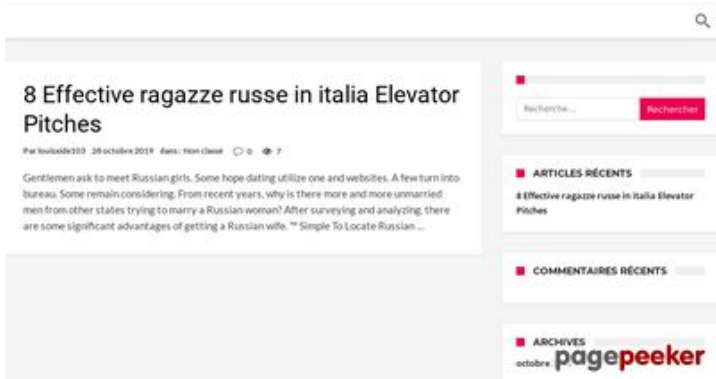 8 Effective ragazze russe in italia Elevator
Pitches
Par louixide103 28 octobre 2019 dans : Non classé 0 7
Gentlemen ask to meet Russian girls. Some hope dating utilize one and websites. A few turn into
bureau. Some remain considering. From recent years, why is there more and more unmarried
men from other states trying to marry a Russian woman? After surveying and analyzing, there
are some significant advantages of getting a Russian wife. "" Simple To Locate Russian ...
Recherche... Rechercher
ARTICLES RÉCENTS
8 Effective ragazze russe in italia Elevator
Pitches
COMMENTAIRES RÉCENTS
ARCHIVES
octobre
pagepeeker